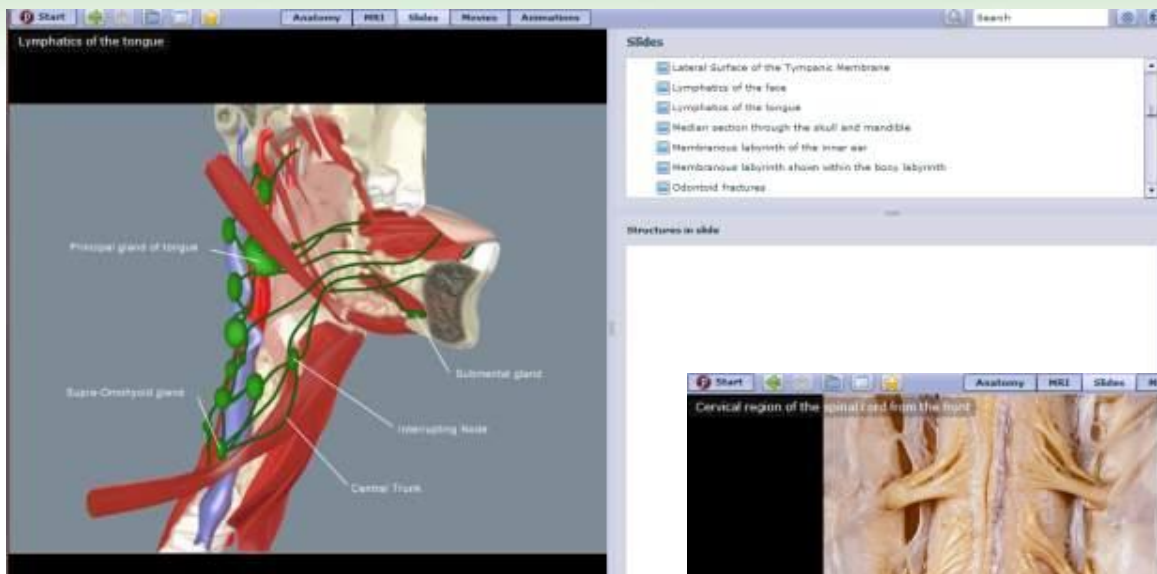 Start
Anatomy MRI Slides Movies Animations
Search
Lymphatics of the tongue
Principal gland of tongue
Supra-Omohyoid gland
Submental gland
Interrupting Node
Central Trunk
Slides
Lateral Surface of the Tympanic Membrane
Lymphatics of the face
Lymphatics of the tongue
Median section through the skull and mandible
Membranous labyrinth of the inner ear
Membranous labyrinth shown within the bony labyrinth
Odontoid fractures
Structures in slide
Start
Anatomy MRI Slides M
Cervical region of the spinal cord from the front